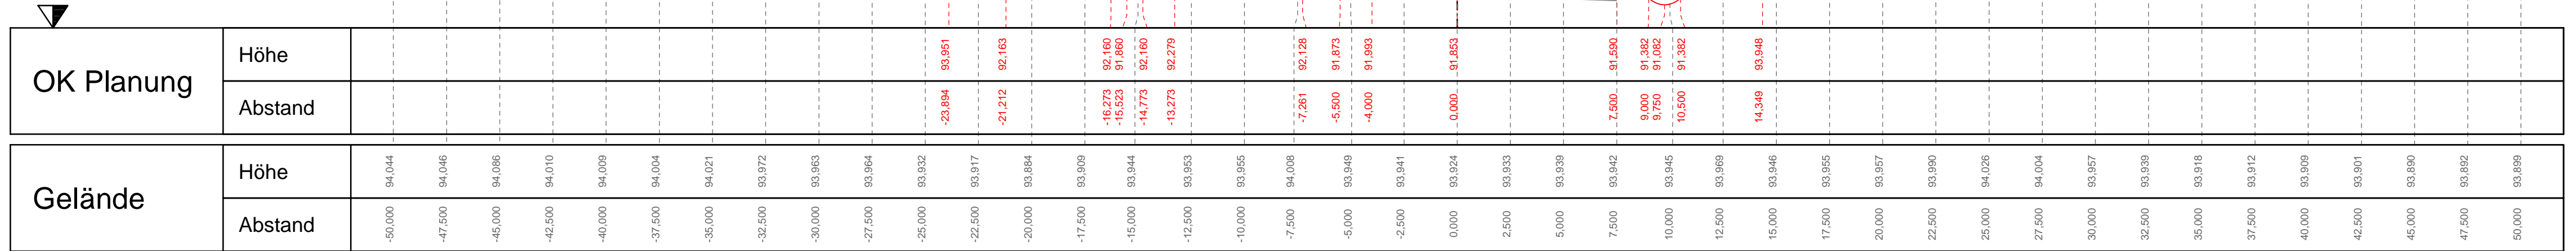 OK Planung
Höhe
93,951 92,163 92,160 91,860 92,160 92,279 92,128 91,873 91,993 91,853 91,590 91,382 91,082 91,382 93,948
Abstand
-23,894 -21,212 -16,273 -15,523 -14,773 -13,273 -7,261 -5,500 -4,000 0,000 7,500 9,000 9,750 10,500 14,349
Gelände
Höhe
94,044 94,046 94,086 94,010 94,009 94,004 94,021 93,972 93,963 93,964 93,932 93,917 93,884 93,909 93,944 93,953 93,955 94,008 93,949 93,941 93,924 93,933 93,939 93,942 93,945 93,969 93,946 93,955 93,957 93,990 94,026 94,004 93,957 93,939 93,918 93,912 93,909 93,901 93,890 93,892 93,899
Abstand
-50,000 -47,500 -45,000 -42,500 -40,000 -37,500 -35,000 -32,500 -30,000 -27,500 -25,000 -22,500 -20,000 -17,500 -15,000 -12,500 -10,000 -7,500 -5,000 -2,500 0,000 2,500 5,000 7,500 10,000 12,500 15,000 17,500 20,000 22,500 25,000 27,500 30,000 32,500 35,000 37,500 40,000 42,500 45,000 47,500 50,000